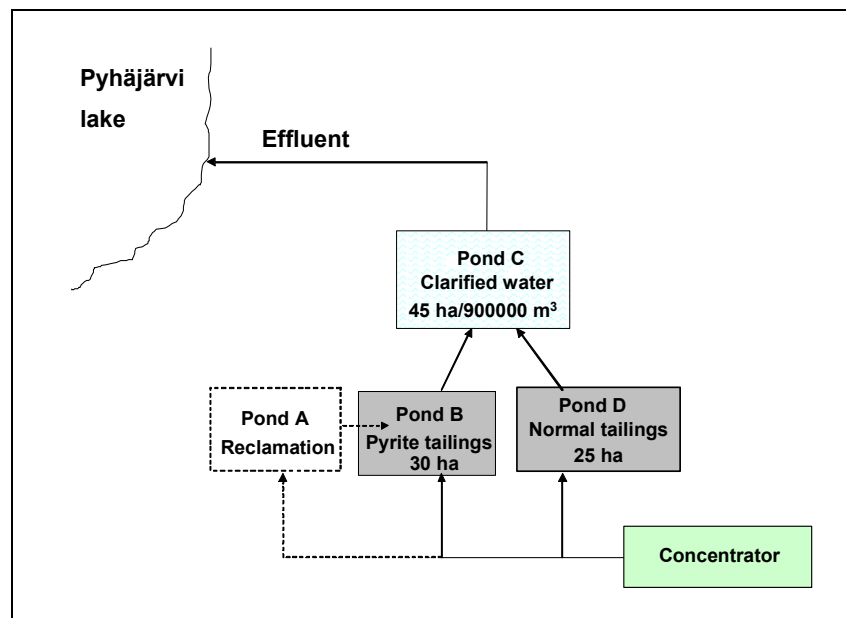 Pyhäjärvi
lake
Effluent
Pond C
Clarified water
45 ha/900000 m³
Pond A
Reclamation
Pond B
Pyrite tailings
30 ha
Pond D
Normal tailings
25 ha
Concentrator